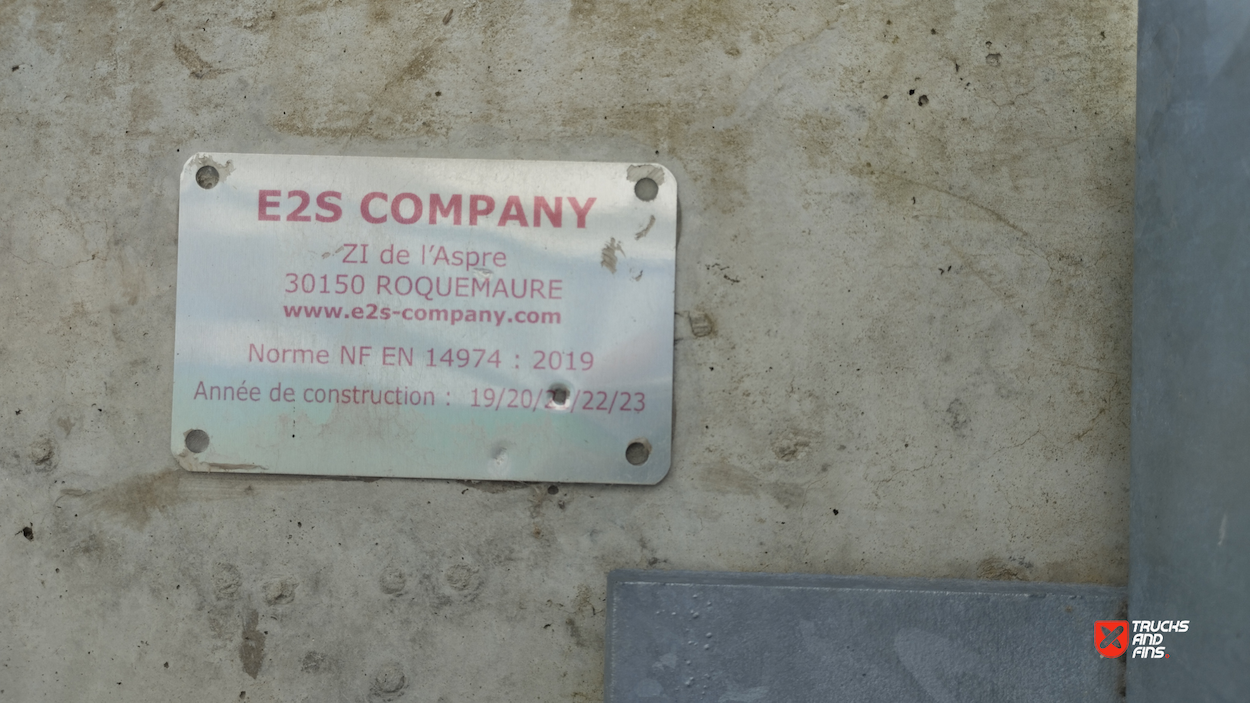 E2S COMPANY
ZI de l'Aspre
30150 ROQUEMAURE
www.e2s-company.com
Norme NF EN 14974 : 2019
Année de construction : 19/20/21/22/23
TRUCKS
AND
FINS